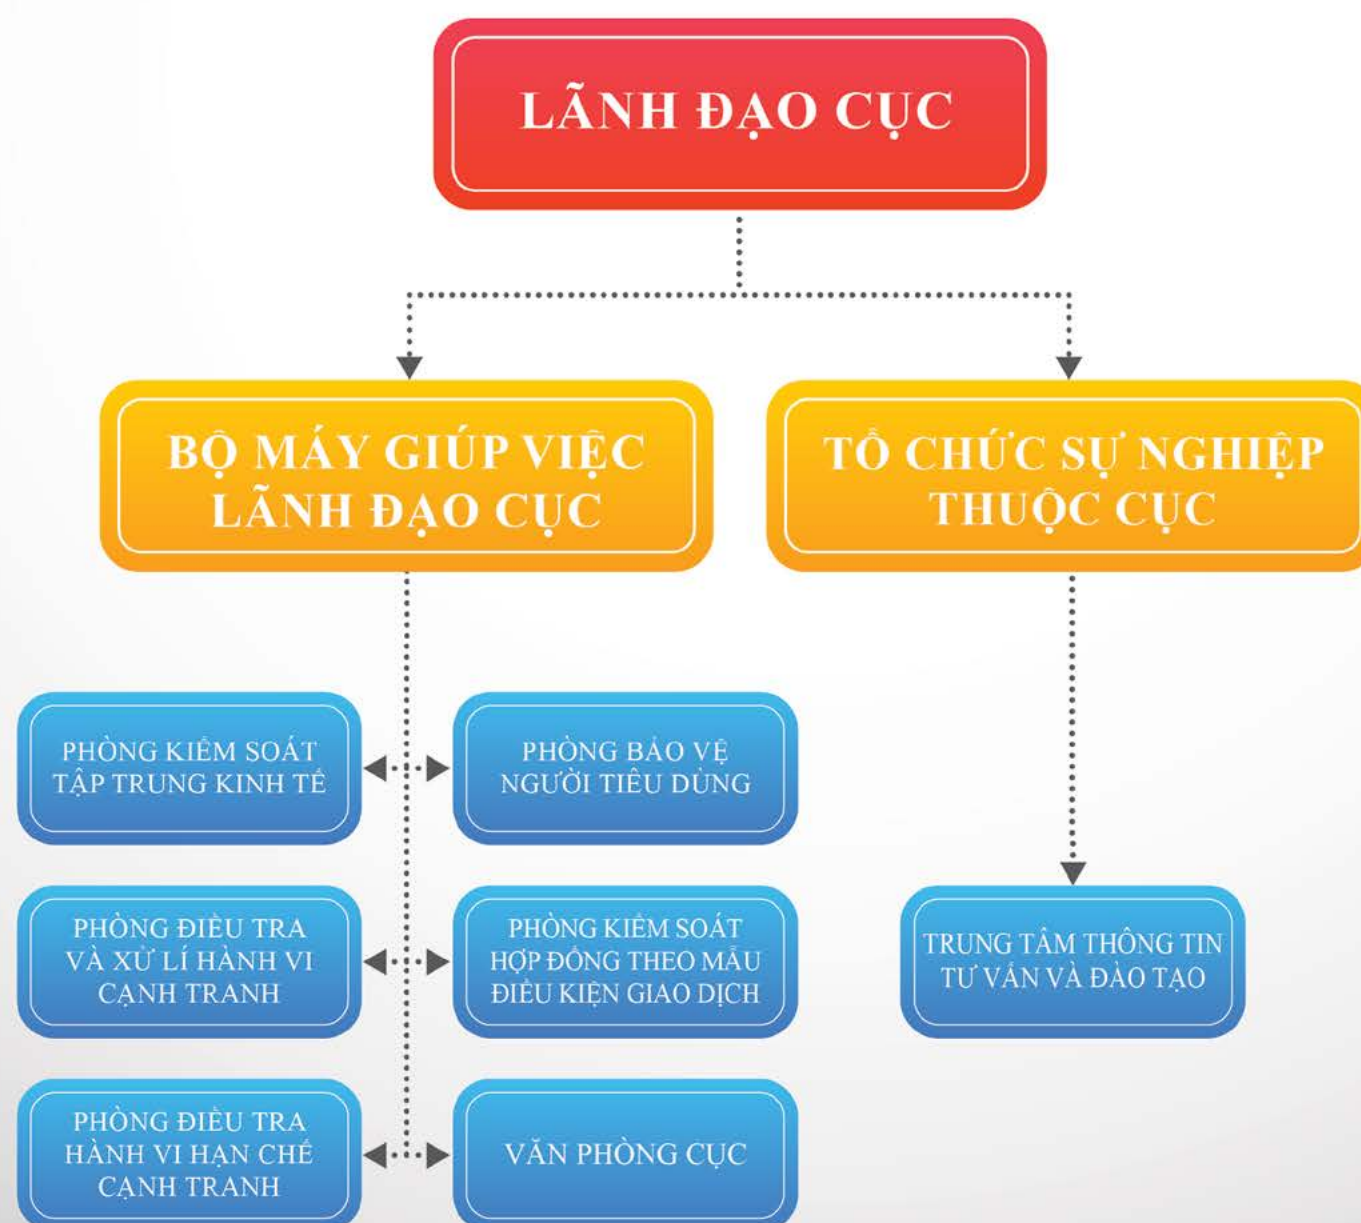 LÃNH ĐẠO CỤC
BỘ MÁY GIÚP VIỆC
LÃNH ĐẠO CỤC
TỔ CHỨC SỰ NGHIỆP
THUỘC CỤC
PHÒNG KIỂM SOÁT
TẬP TRUNG KINH TẾ
PHÒNG BẢO VỆ
NGƯỜI TIÊU DÙNG
PHÒNG ĐIỀU TRA
VÀ XỬ LÍ HÀNH VI
CẠNH TRANH
PHÒNG KIỂM SOÁT
HỢP ĐỒNG THEO MẪU
ĐIỀU KIỆN GIAO DỊCH
TRUNG TÂM THÔNG TIN
TƯ VẤN VÀ ĐÀO TẠO
PHÒNG ĐIỀU TRA
HÀNH VI HẠN CHẾ
CẠNH TRANH
VĂN PHÒNG CỤC